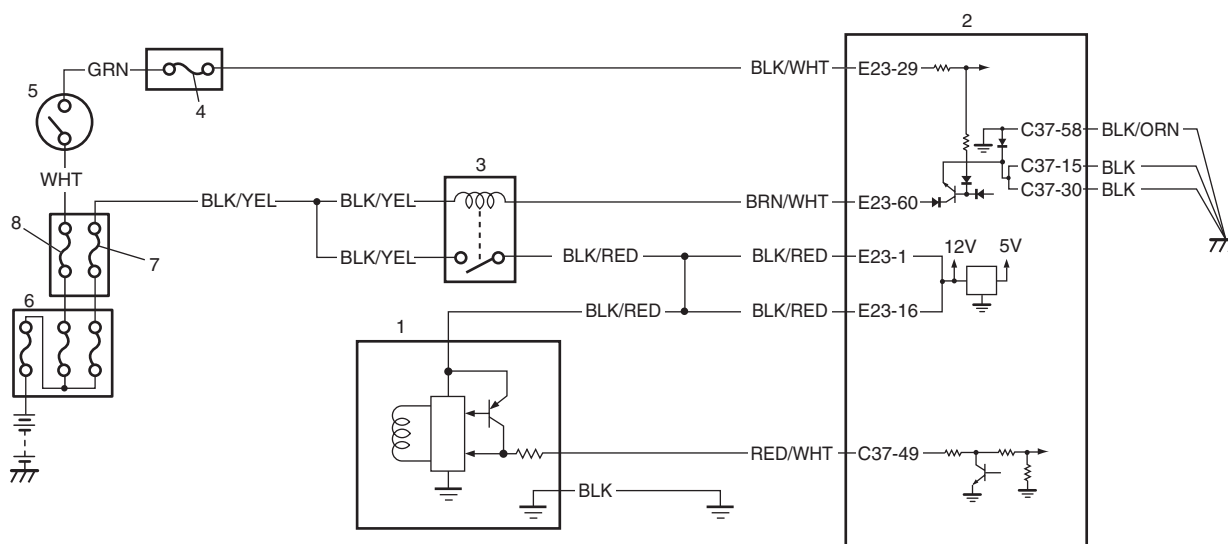 2
GRN
BLK/WHT
E23-29
5
4
C37-58
BLK/ORN
3
C37-15
BLK
WHT
C37-30
BLK
BLK/YEL
BLK/YEL
BRN/WHT
E23-60
8
7
BLK/YEL
BLK/RED
BLK/RED
E23-1
12V
5V
6
BLK/RED
BLK/RED
E23-16
1
RED/WHT
C37-49
BLK